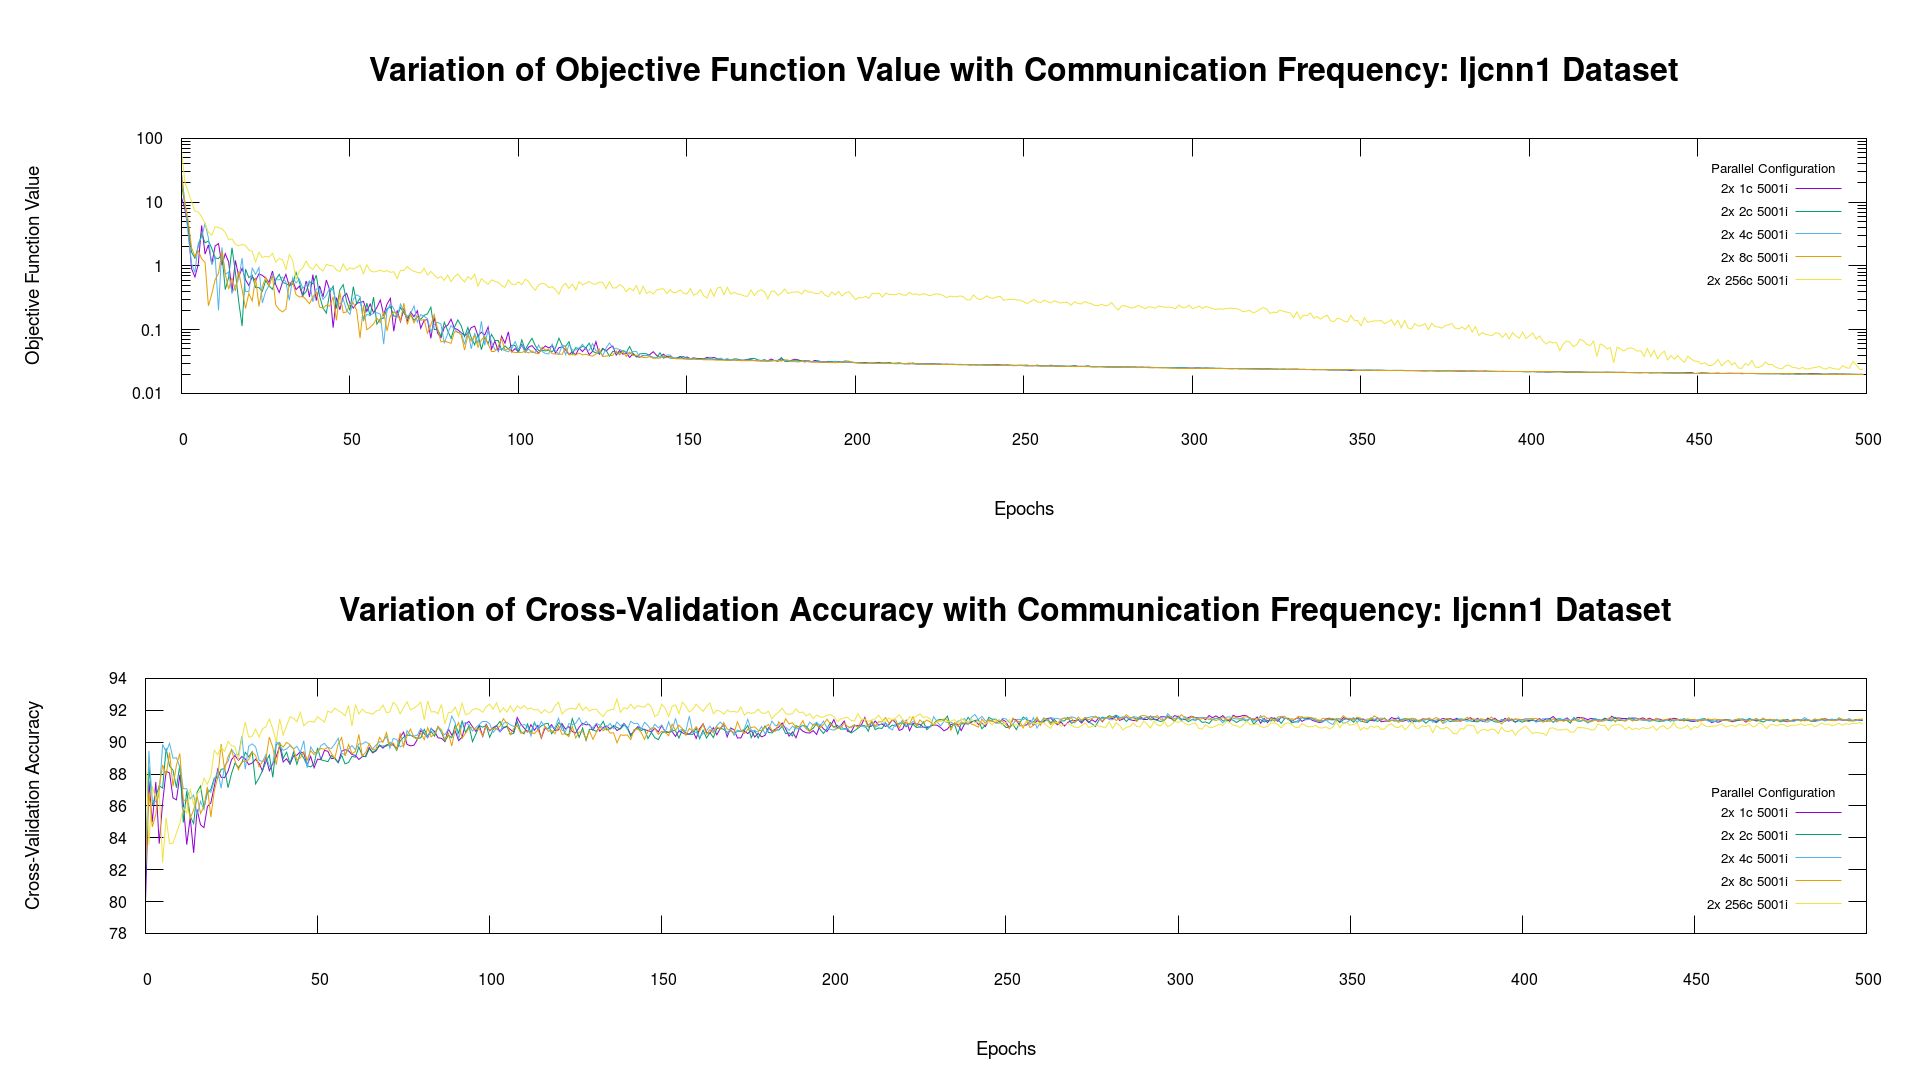 Variation of Objective Function Value with Communication Frequency: Ijcnn1 Dataset
Objective Function Value
100
10
1
0.1
0.01
Parallel Configuration
2x 1c 5001i
2x 2c 5001i
2x 4c 5001i
2x 8c 5001i
2x 256c 5001i
0 50 100 150 200 250 300 350 400 450 500
Epochs
Variation of Cross-Validation Accuracy with Communication Frequency: Ijcnn1 Dataset
Cross-Validation Accuracy
94
92
90
88
86
84
82
80
78
Parallel Configuration
2x 1c 5001i
2x 2c 5001i
2x 4c 5001i
2x 8c 5001i
2x 256c 5001i
0 50 100 150 200 250 300 350 400 450 500
Epochs